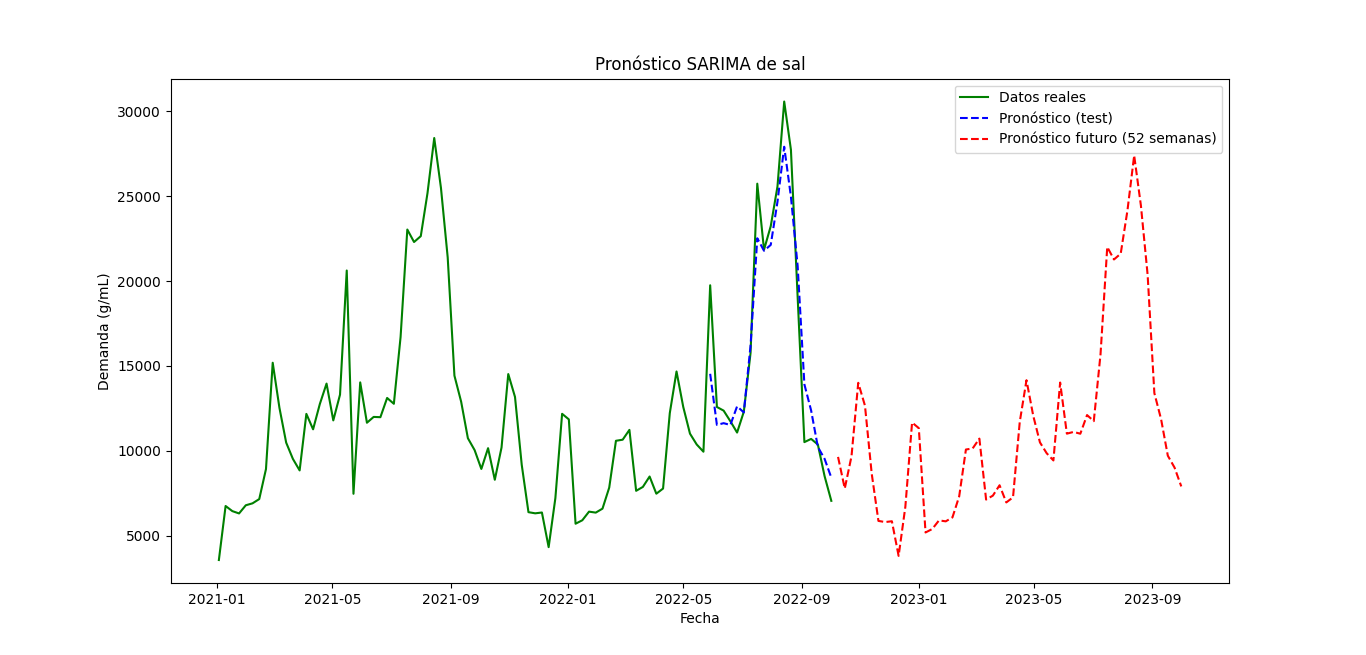 Pronóstico SARIMA de sal
Datos reales
Pronóstico (test)
Pronóstico futuro (52 semanas)
Demanda (g/mL)
30000
25000
20000
15000
10000
5000
2021-01 2021-05 2021-09 2022-01 2022-05 2022-09 2023-01 2023-05 2023-09
Fecha